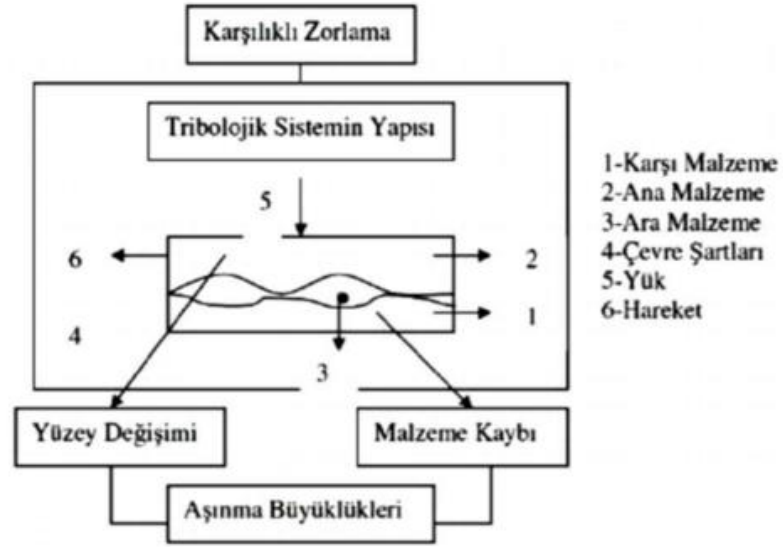 Karşılıklı Zorlama
Tribolojik Sistemin Yapısı
5
6
2
4
1
3
1-Karşı Malzeme
2-Ana Malzeme
3-Ara Malzeme
4-Çevre Şartları
5-Yük
6-Hareket
Yüzey Değişimi
Malzeme Kaybı
Aşınma Büyüklükleri